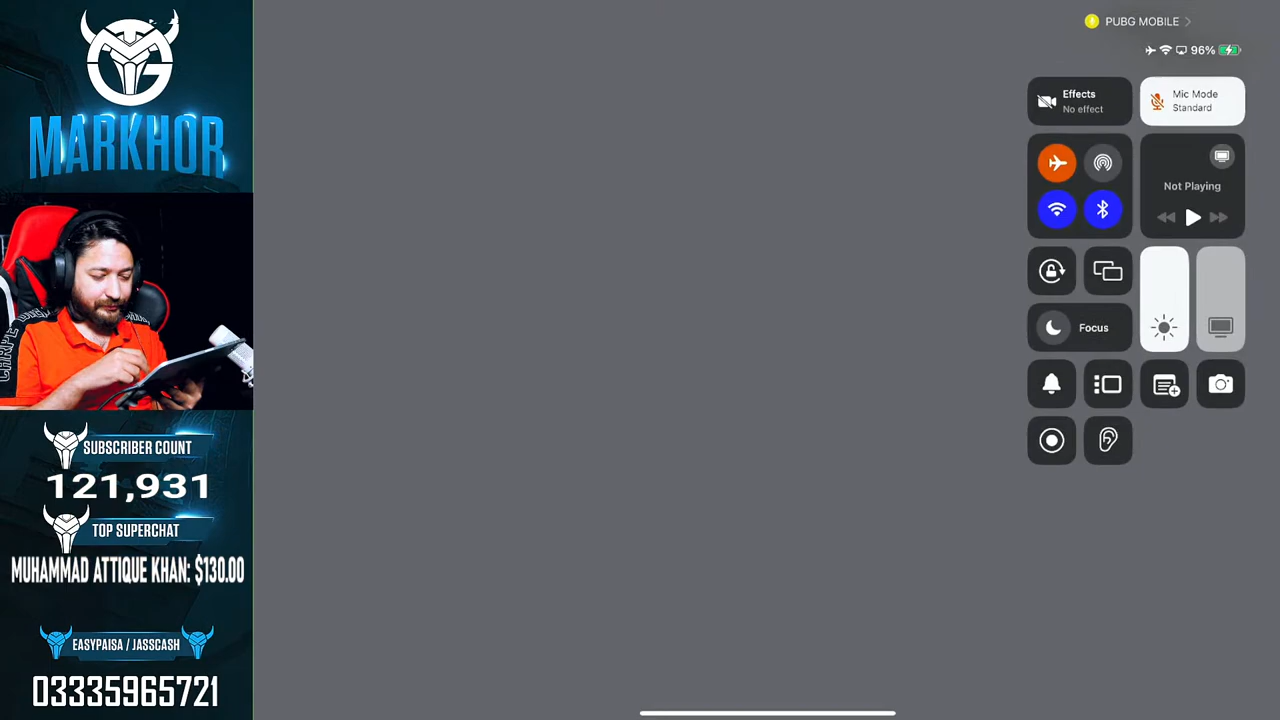 MG
MARKHOR
SUBSCRIBER COUNT
121,931
TOP SUPERCHAT
MUHAMMAD ATTIQUE KHAN: $130.00
EASYPAISA / JASSCASH
03335965721
PUBG MOBILE
96%
Effects
No effect
Mic Mode
Standard
Not Playing
Focus